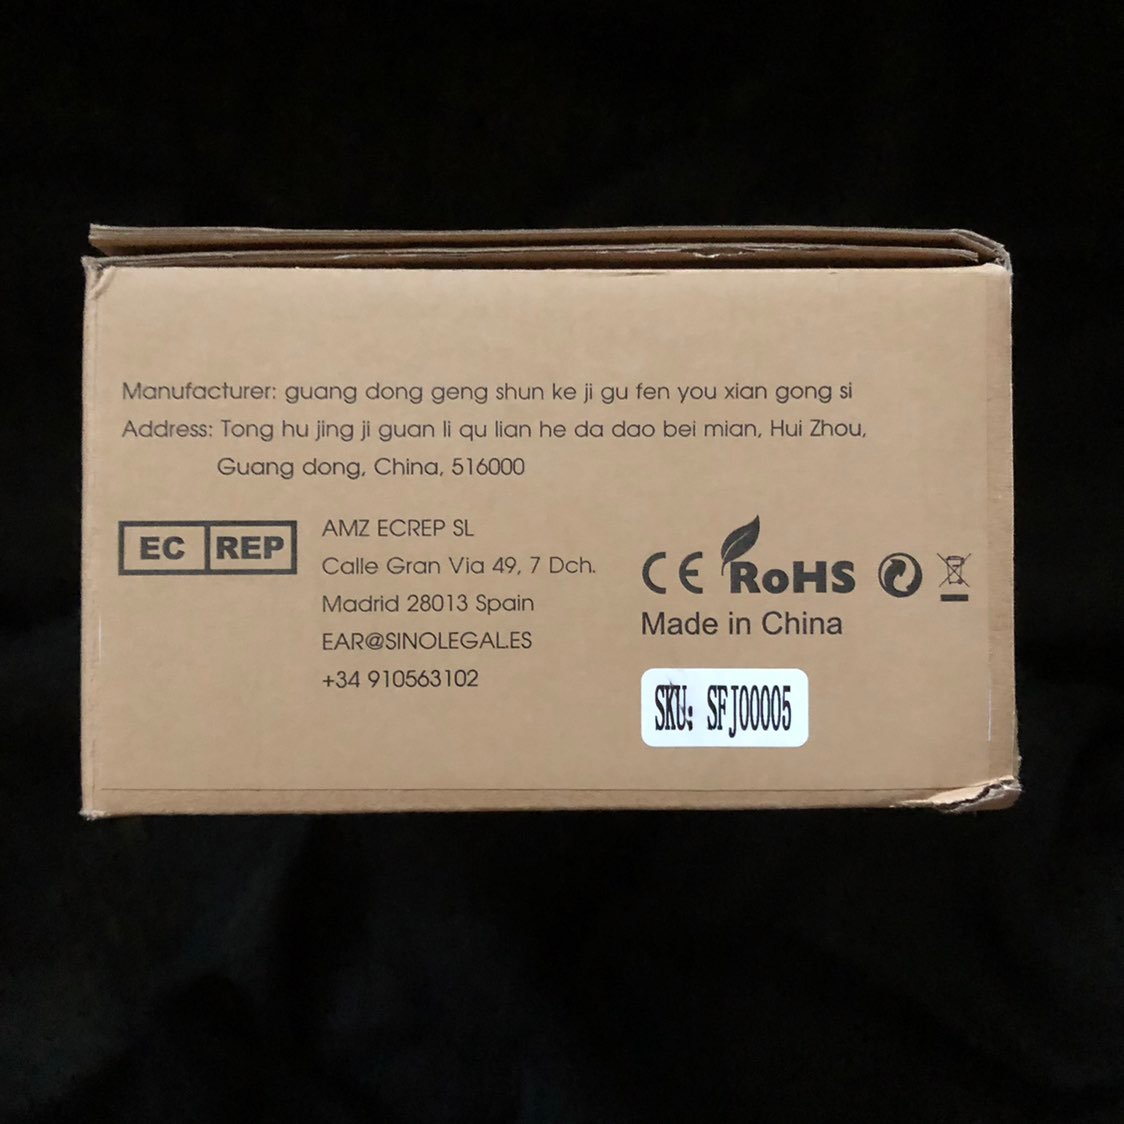 Manufacturer: guang dong geng shun ke ji gu fen you xian gong si
Address: Tong hu jing ji guan li qu lian he da dao bei mian, Hui Zhou,
Guang dong, China, 516000
EC REP
AMZ ECREP SL
Calle Gran Via 49, 7 Dch.
Madrid 28013 Spain
EAR@SINOLEGAL.ES
+34 910563102
CE RoHS
Made in China
SKU: SFJ00005